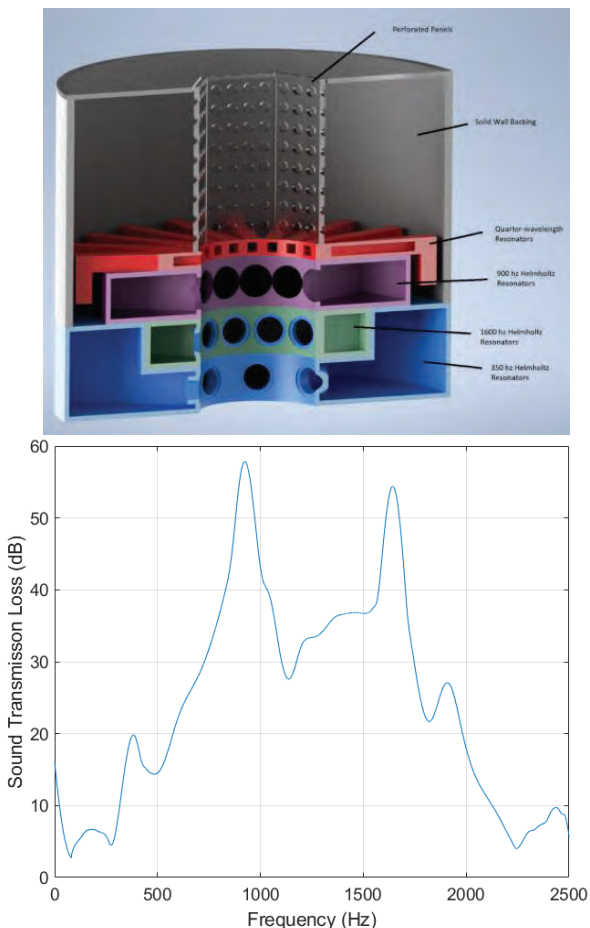 Perforated Panels
Solid Wall Backing
Quarter-wavelength
Resonators
900 hz Helmholtz
Resonators
1600 hz Helmholtz
Resonators
350 hz Helmholtz
Resonators
60
50
40
30
20
10
0
Sound Transmisson Loss (dB)
0 500 1000 1500 2000 2500
Frequency (Hz)